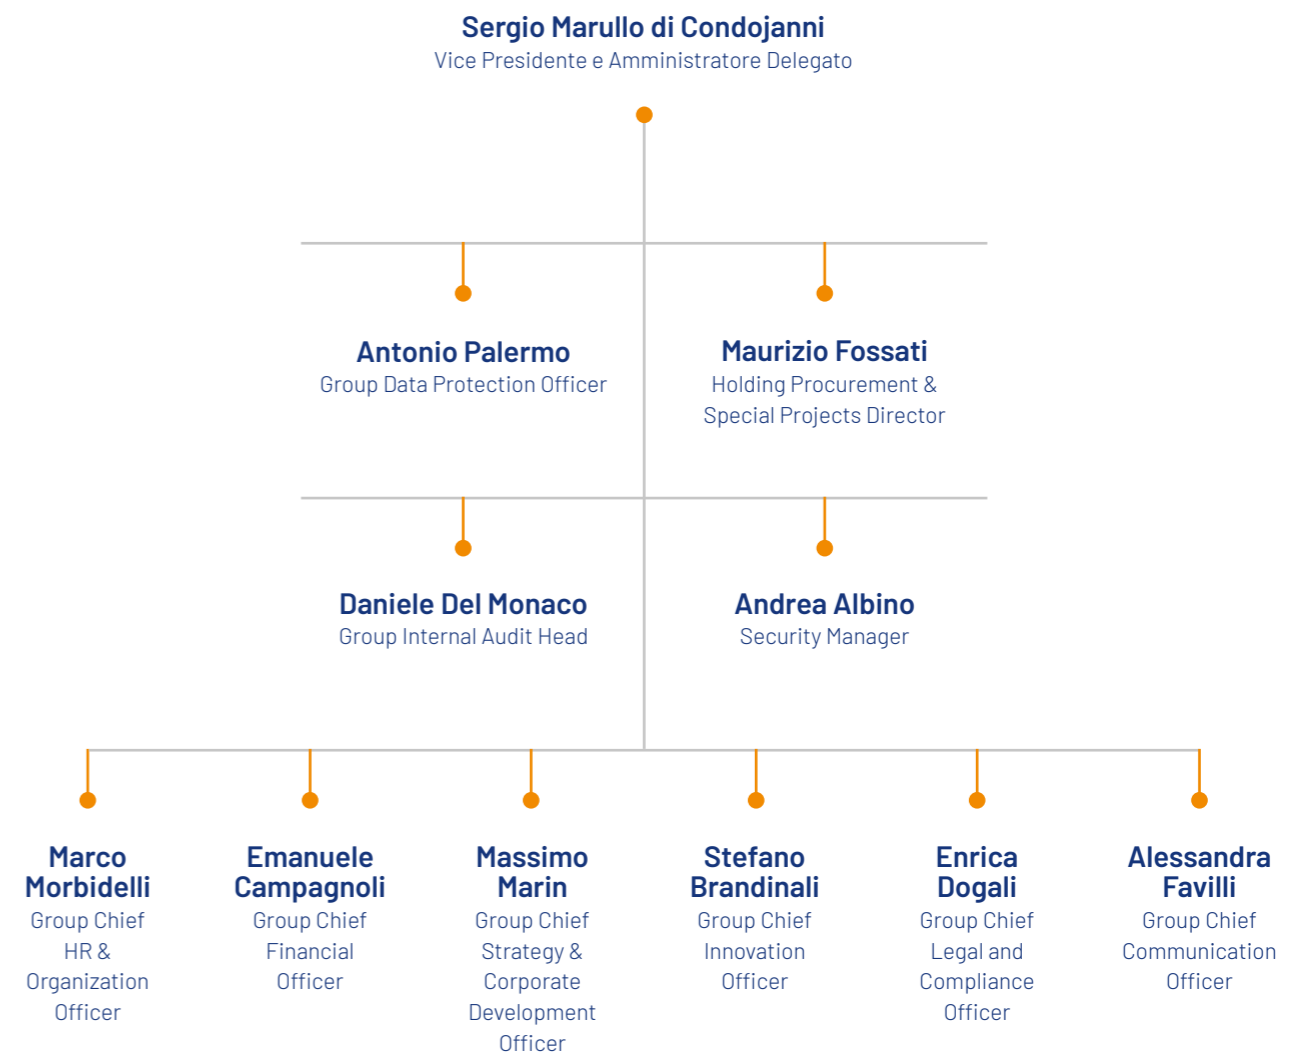 Sergio Marullo di Condojanni
Vice Presidente e Amministratore Delegato
Antonio Palermo
Group Data Protection Officer
Maurizio Fossati
Holding Procurement &
Special Projects Director
Daniele Del Monaco
Group Internal Audit Head
Andrea Albino
Security Manager
Marco
Morbidelli
Group Chief
HR &
Organization
Officer
Emanuele
Campagnoli
Group Chief
Financial
Officer
Massimo
Marin
Group Chief
Strategy &
Corporate
Development
Officer
Stefano
Brandinali
Group Chief
Innovation
Officer
Enrica
Dogali
Group Chief
Legal and
Compliance
Officer
Alessandra
Favilli
Group Chief
Communication
Officer